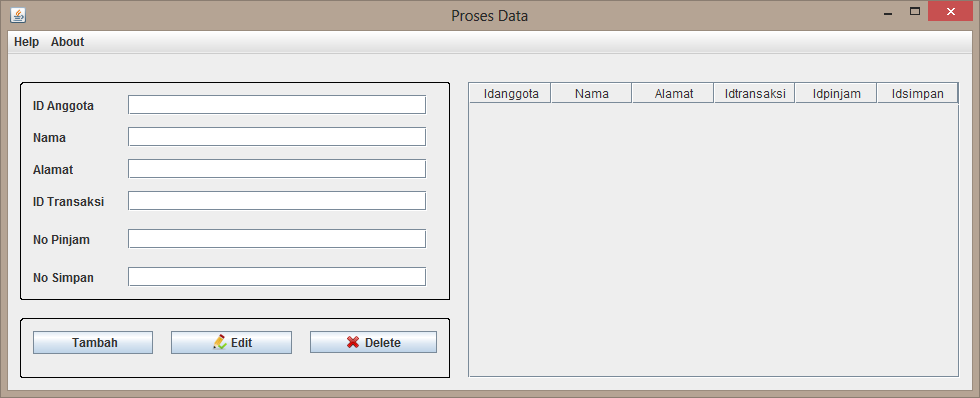 Proses Data
Help About
ID Anggota
Nama
Alamat
ID Transaksi
No Pinjam
No Simpan
Tambah Edit Delete
Idanggota Nama Alamat Idtransaksi Idpinjam Idsimpan